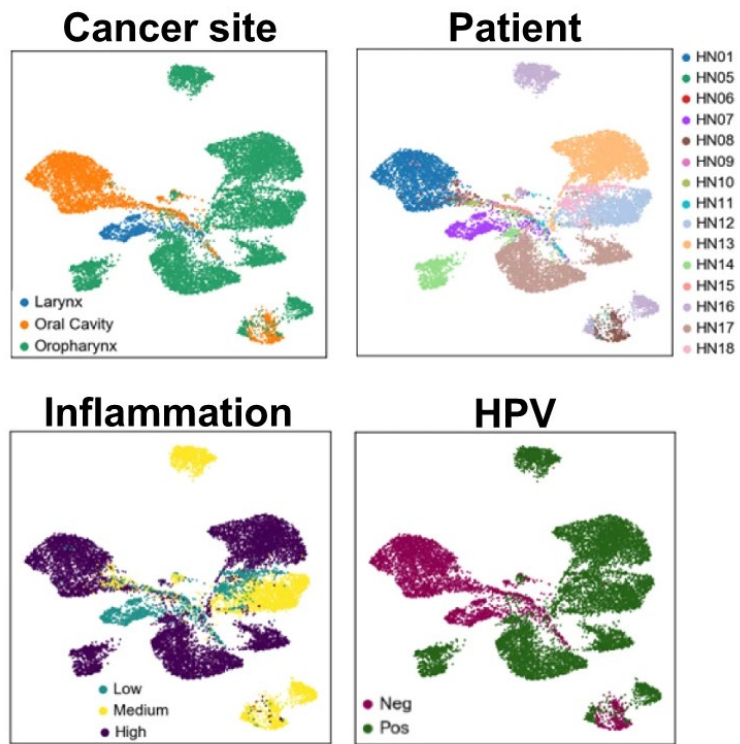 Cancer site
Larynx
Oral Cavity
Oropharynx
Patient
HN01
HN05
HN06
HN07
HN08
HN09
HN10
HN11
HN12
HN13
HN14
HN15
HN16
HN17
HN18
Inflammation
Low
Medium
High
HPV
Neg
Pos